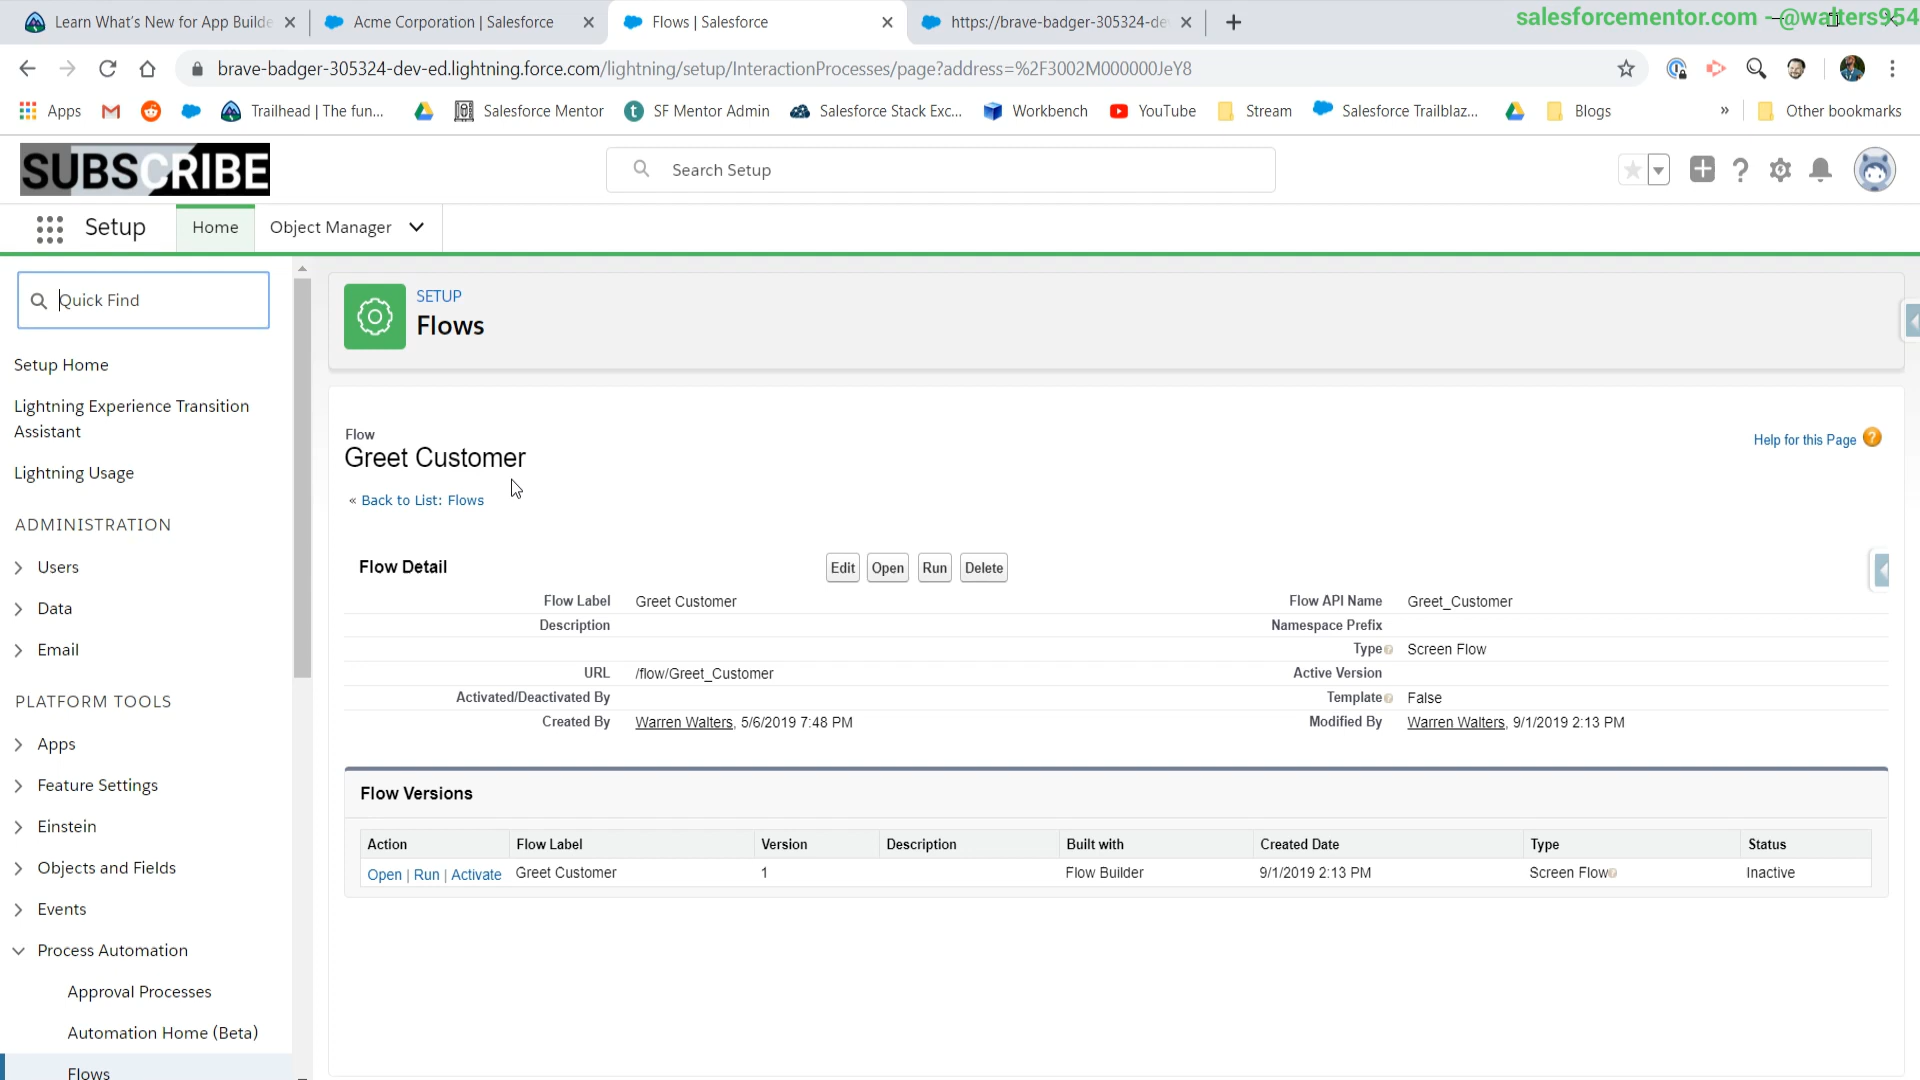 Learn What's New for App Builde
Acme Corporation | Salesforce
Flows | Salesforce
https://brave-badger-305324-de
salesforcementor.com - @walters954
brave-badger-305324-dev-ed.lightning.force.com/lightning/setup/InteractionProcesses/page?address=%2F3002M000000JeY8
Apps
Trailhead | The fun...
Salesforce Mentor
SF Mentor Admin
Salesforce Stack Exc...
Workbench
YouTube
Stream
Salesforce Trailblaz...
Blogs
»
Other bookmarks
SUBSCRIBE
Search Setup
Setup
Home
Object Manager
Quick Find
Setup Home
Lightning Experience Transition
Assistant
Lightning Usage
ADMINISTRATION
Users
Data
Email
PLATFORM TOOLS
Apps
Feature Settings
Einstein
Objects and Fields
Events
Process Automation
Approval Processes
Automation Home (Beta)
Flows
SETUP
Flows
Flow
Greet Customer
Help for this Page ?
« Back to List: Flows
Flow Detail
Edit Open Run Delete
Flow Label Greet Customer Flow API Name Greet_Customer
Description Namespace Prefix
Type Screen Flow
URL /flow/Greet_Customer Active Version
Activated/Deactivated By Template False
Created By Warren Walters, 5/6/2019 7:48 PM Modified By Warren Walters, 9/1/2019 2:13 PM
Flow Versions
Action Flow Label Version Description Built with Created Date Type Status
Open | Run | Activate Greet Customer 1 Flow Builder 9/1/2019 2:13 PM Screen Flow Inactive